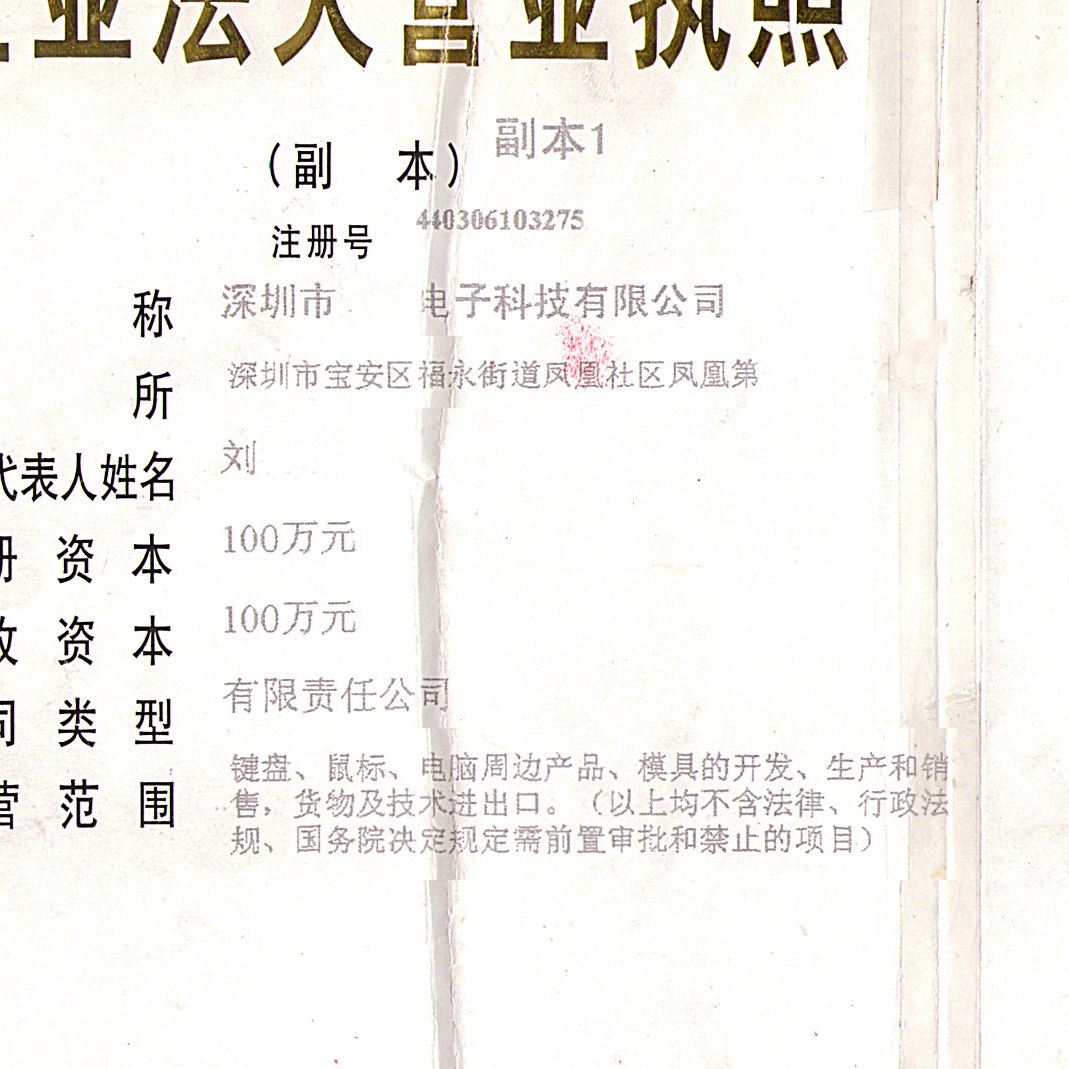 业法人营业执照
（副 本） 副本1
注册号 440306103275
称 深圳市 电子科技有限公司
所 深圳市宝安区福永街道凤凰社区凤凰第
代表人姓名 刘
册 资 本 100万元
收 资 本 100万元
司 类 型 有限责任公司
营 范 围 键盘、鼠标、电脑周边产品、模具的开发、生产和销
售，货物及技术进出口。（以上均不含法律、行政法
规、国务院决定规定需前置审批和禁止的项目）